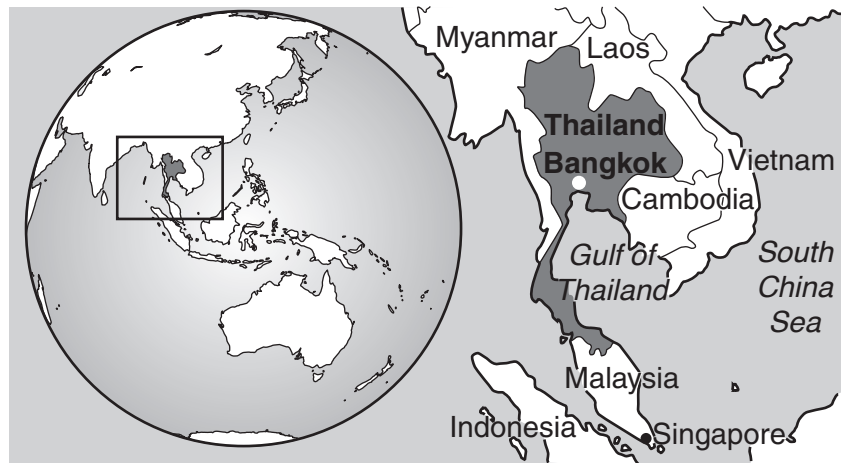 Myanmar
Laos
Thailand
Bangkok
Vietnam
Cambodia
Gulf of
Thailand
South
China
Sea
Malaysia
Indonesia
Singapore